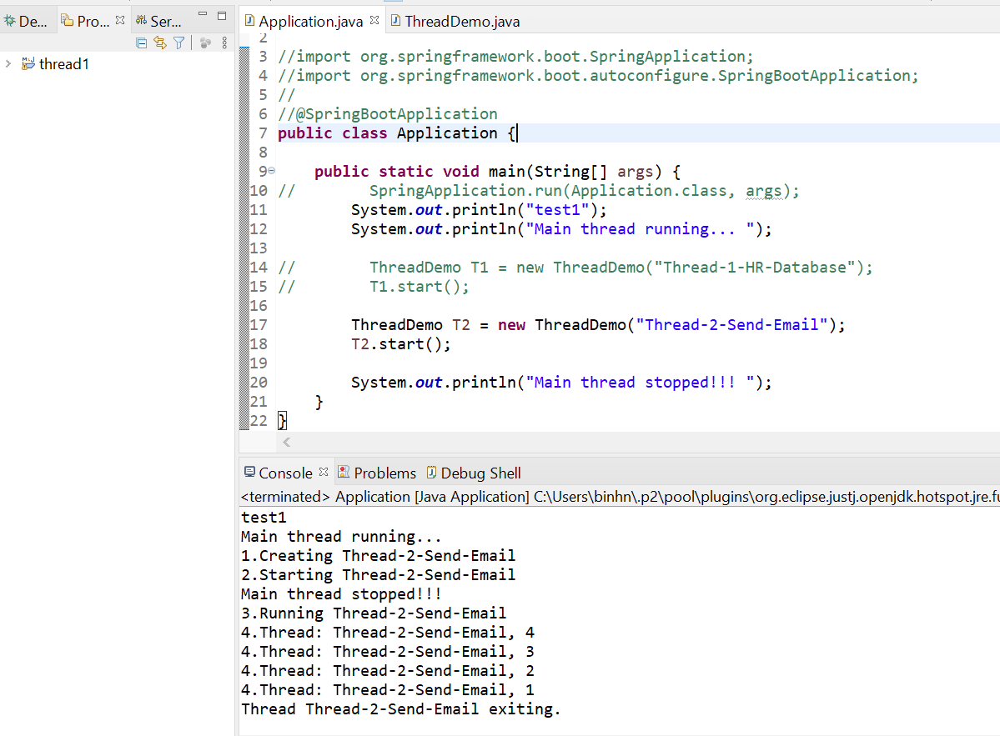 De... Pro... Ser...
thread1
Application.java ThreadDemo.java
2
3 //import org.springframework.boot.SpringApplication;
4 //import org.springframework.boot.autoconfigure.SpringBootApplication;
5 //
6 //@SpringBootApplication
7 public class Application {
8
9     public static void main(String[] args) {
10 //        SpringApplication.run(Application.class, args);
11         System.out.println("test1");
12         System.out.println("Main thread running... ");
13
14 //        ThreadDemo T1 = new ThreadDemo("Thread-1-HR-Database");
15 //        T1.start();
16
17         ThreadDemo T2 = new ThreadDemo("Thread-2-Send-Email");
18         T2.start();
19
20         System.out.println("Main thread stopped!!! ");
21     }
22 }
Console Problems Debug Shell
<terminated> Application [Java Application] C:\Users\binhn\.p2\pool\plugins\org.eclipse.justj.openjdk.hotspot.jre.fu
test1
Main thread running...
1.Creating Thread-2-Send-Email
2.Starting Thread-2-Send-Email
Main thread stopped!!!
3.Running Thread-2-Send-Email
4.Thread: Thread-2-Send-Email, 4
4.Thread: Thread-2-Send-Email, 3
4.Thread: Thread-2-Send-Email, 2
4.Thread: Thread-2-Send-Email, 1
Thread Thread-2-Send-Email exiting.